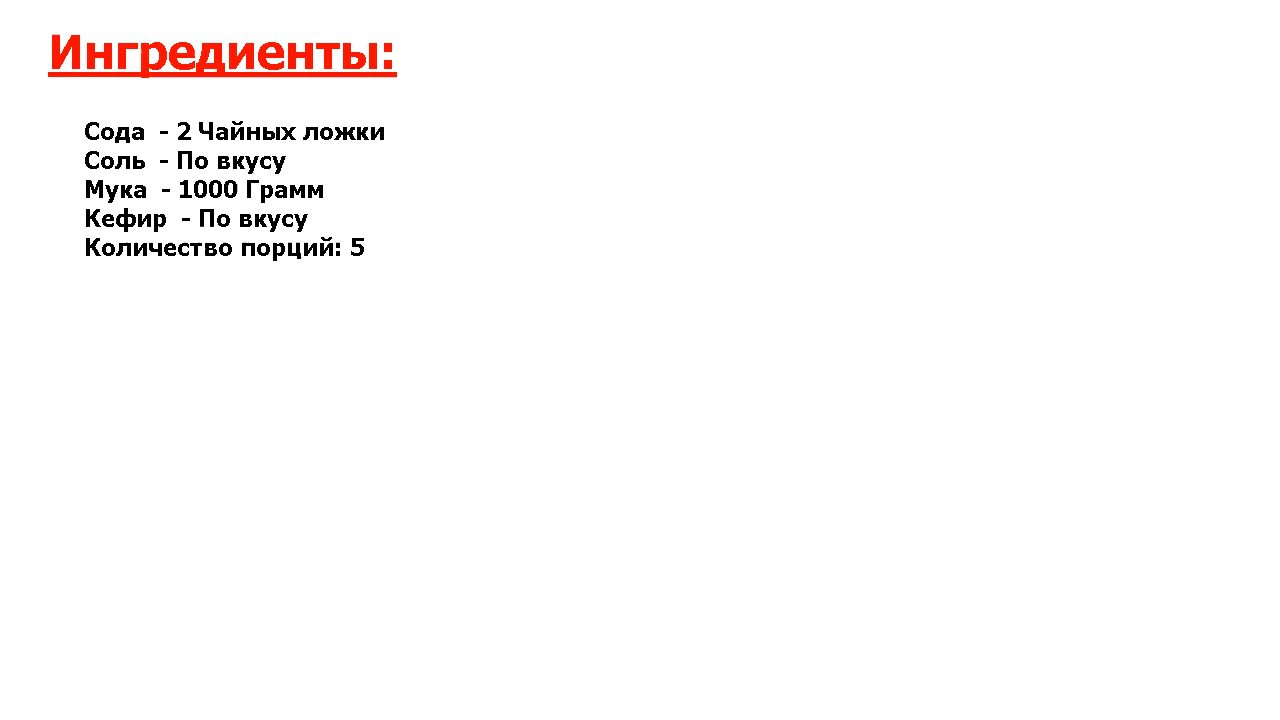 Ингредиенты:
Сода - 2 Чайных ложки
Соль - По вкусу
Мука - 1000 Грамм
Кефир - По вкусу
Количество порций: 5